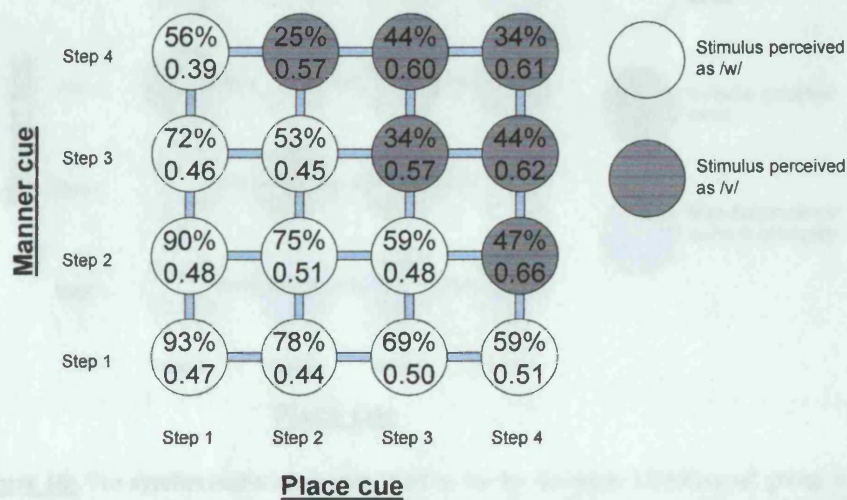 Step 4
56%
0.39
25%
0.57
44%
0.60
34%
0.61
Stimulus perceived
as /w/
Step 3
72%
0.46
53%
0.45
34%
0.57
44%
0.62
Stimulus perceived
as /v/
Manner cue
Step 2
90%
0.48
75%
0.51
59%
0.48
47%
0.66
Step 1
93%
0.47
78%
0.44
69%
0.50
59%
0.51
Step 1 Step 2 Step 3 Step 4
Place cue